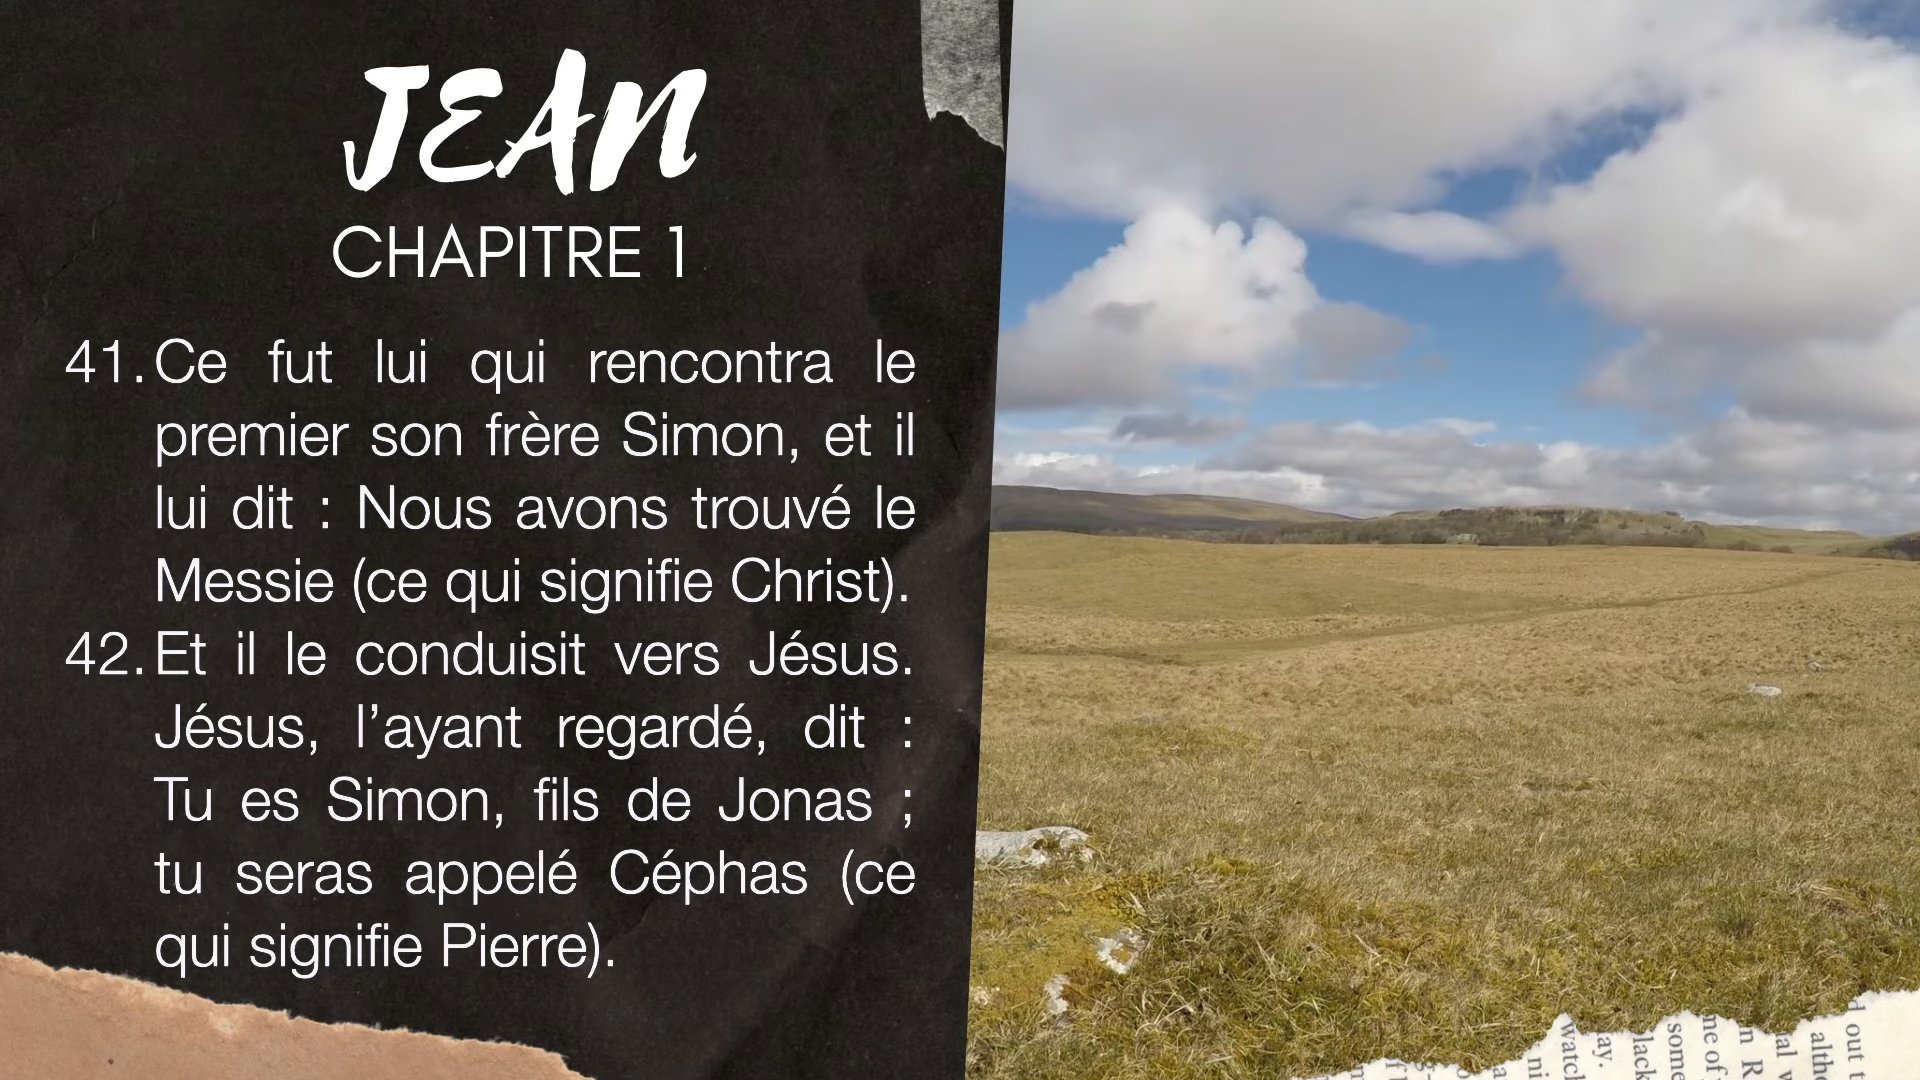 JEAN
CHAPITRE 1
41. Ce fut lui qui rencontra le
premier son frère Simon, et il
lui dit : Nous avons trouvé le
Messie (ce qui signifie Christ).
42. Et il le conduisit vers Jésus.
Jésus, l’ayant regardé, dit :
Tu es Simon, fils de Jonas ;
tu seras appelé Céphas (ce
qui signifie Pierre).